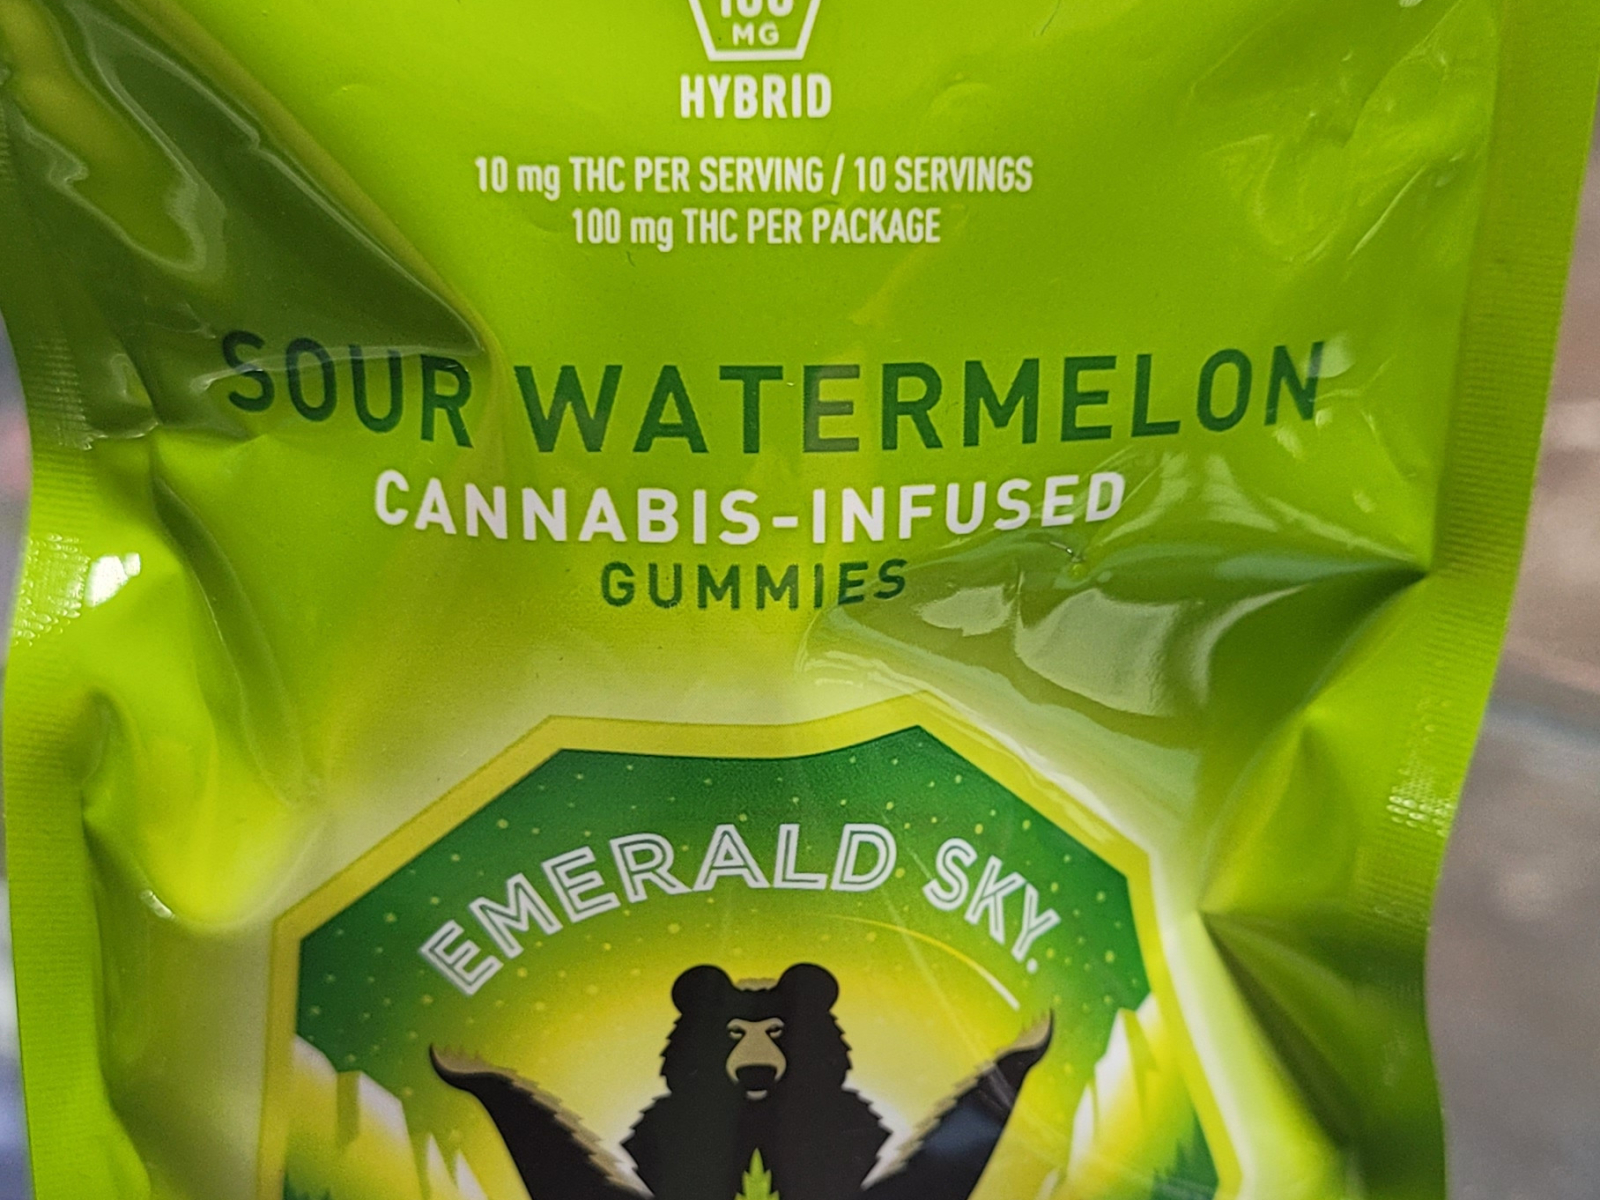 100
MG
HYBRID
10 mg THC PER SERVING / 10 SERVINGS
100 mg THC PER PACKAGE
SOUR WATERMELON
CANNABIS-INFUSED
GUMMIES
EMERALD SKY.